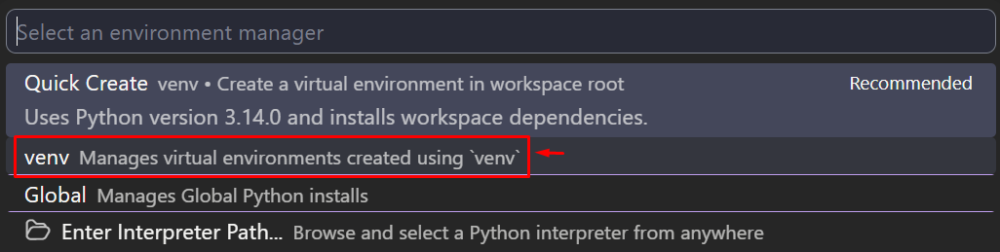 Select an environment manager
Quick Create venv • Create a virtual environment in workspace root Recommended
Uses Python version 3.14.0 and installs workspace dependencies.
venv Manages virtual environments created using `venv`
Global Manages Global Python installs
Enter Interpreter Path... Browse and select a Python interpreter from anywhere